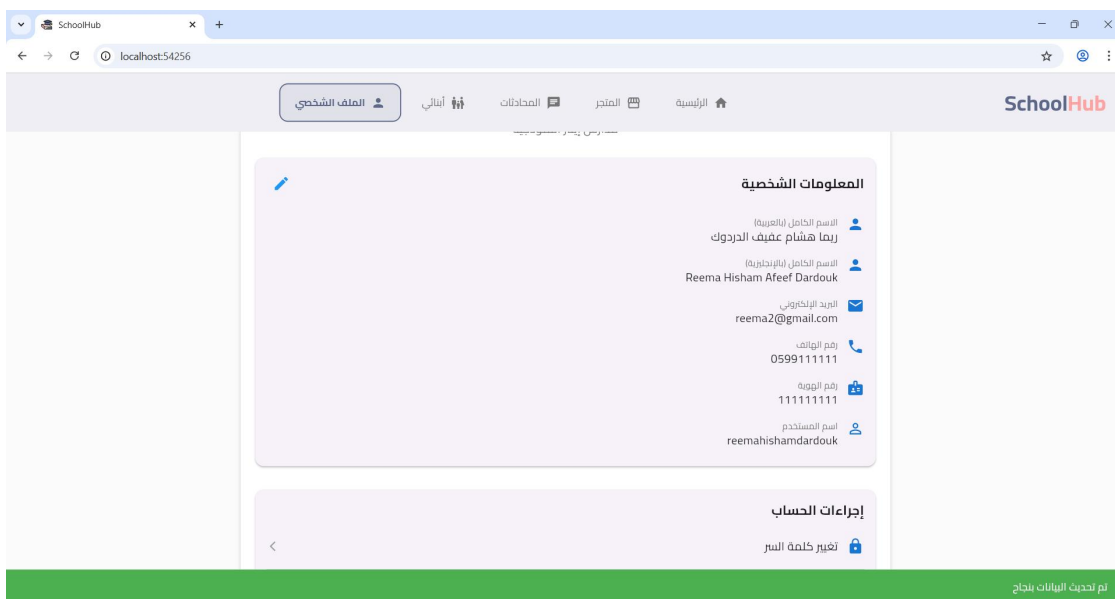 SchoolHub
localhost:54256
SchoolHub
الرئيسية
المتجر
المحادثات
أبنائي
الملف الشخصي
المعلومات الشخصية
الاسم الكامل (بالعربية)
ريما هشام عفيف الدردوك
الاسم الكامل (بالإنجليزية)
Reema Hisham Afeef Dardouk
البريد الإلكتروني
reema2@gmail.com
رقم الهاتف
0599111111
رقم الهوية
111111111
اسم المستخدم
reemahishamdardouk
إجراءات الحساب
تغيير كلمة السر
تم تحديث البيانات بنجاح